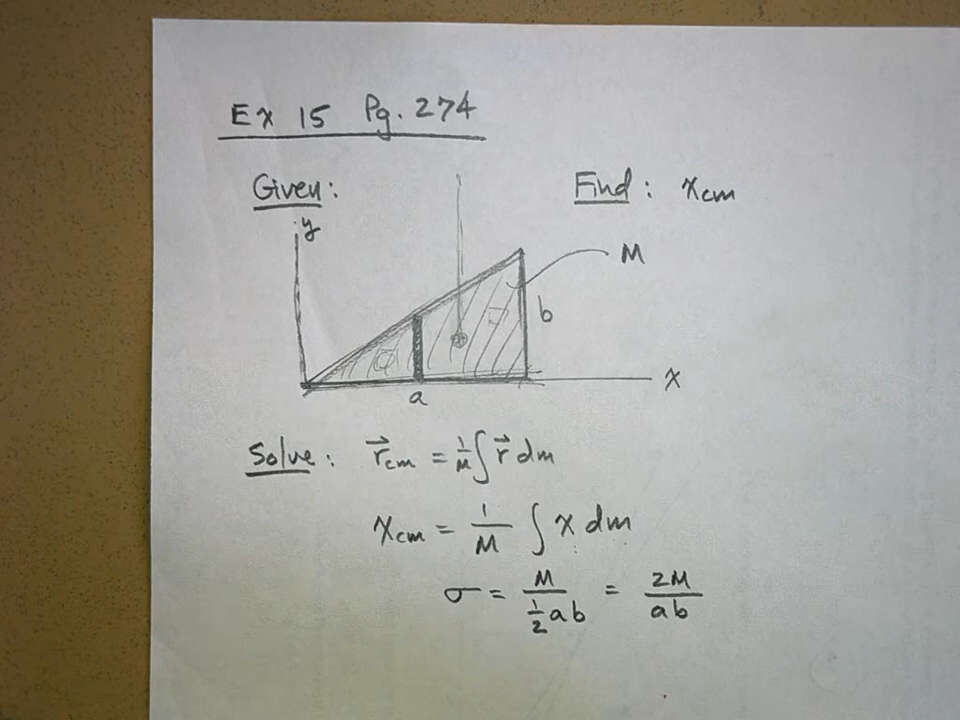 Ex 15 Pg. 274
Given: Find: xcm
y
M
b
x
a
Solve: r⃗cm = 1/M ∫ r⃗ dm
xcm = 1/M ∫ x dm
σ = M / ½ab = 2M / ab